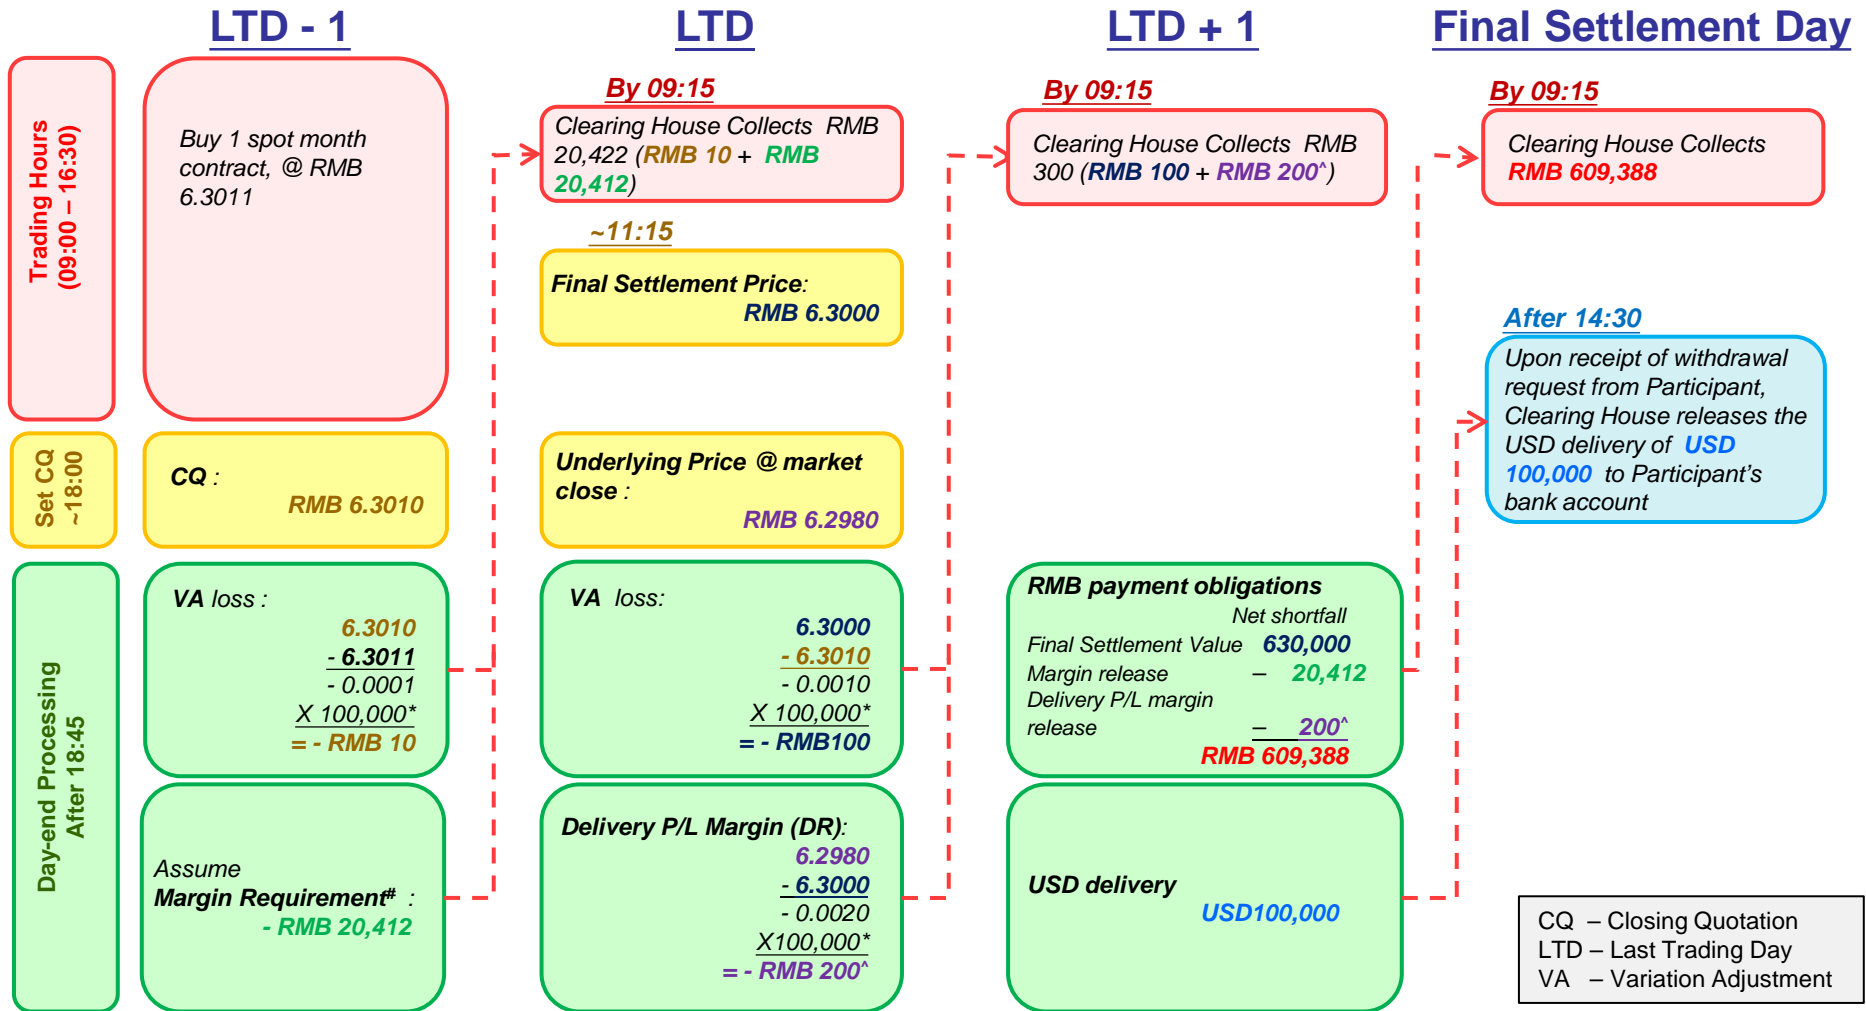 LTD - 1
LTD
LTD + 1
Final Settlement Day
Trading Hours
(09:00 – 16:30)
Buy 1 spot month
contract, @ RMB
6.3011
By 09:15
Clearing House Collects RMB
20,422 (RMB 10 + RMB
20,412)
~11:15
Final Settlement Price:
RMB 6.3000
By 09:15
Clearing House Collects RMB
300 (RMB 100 + RMB 200^)
By 09:15
Clearing House Collects
RMB 609,388
After 14:30
Upon receipt of withdrawal
request from Participant,
Clearing House releases the
USD delivery of USD
100,000 to Participant's
bank account
Set CQ
~18:00
CQ :
RMB 6.3010
Underlying Price @ market
close :
RMB 6.2980
Day-end Processing
After 18:45
VA loss :
6.3010
- 6.3011
- 0.0001
X 100,000*
= - RMB 10
Assume
Margin Requirement# :
- RMB 20,412
VA loss:
6.3000
- 6.3010
- 0.0010
X 100,000*
= - RMB100
Delivery P/L Margin (DR):
6.2980
- 6.3000
- 0.0020
X100,000*
= - RMB 200^
RMB payment obligations
Net shortfall
Final Settlement Value 630,000
Margin release – 20,412
Delivery P/L margin
release – 200^
RMB 609,388
USD delivery
USD100,000
CQ – Closing Quotation
LTD – Last Trading Day
VA – Variation Adjustment